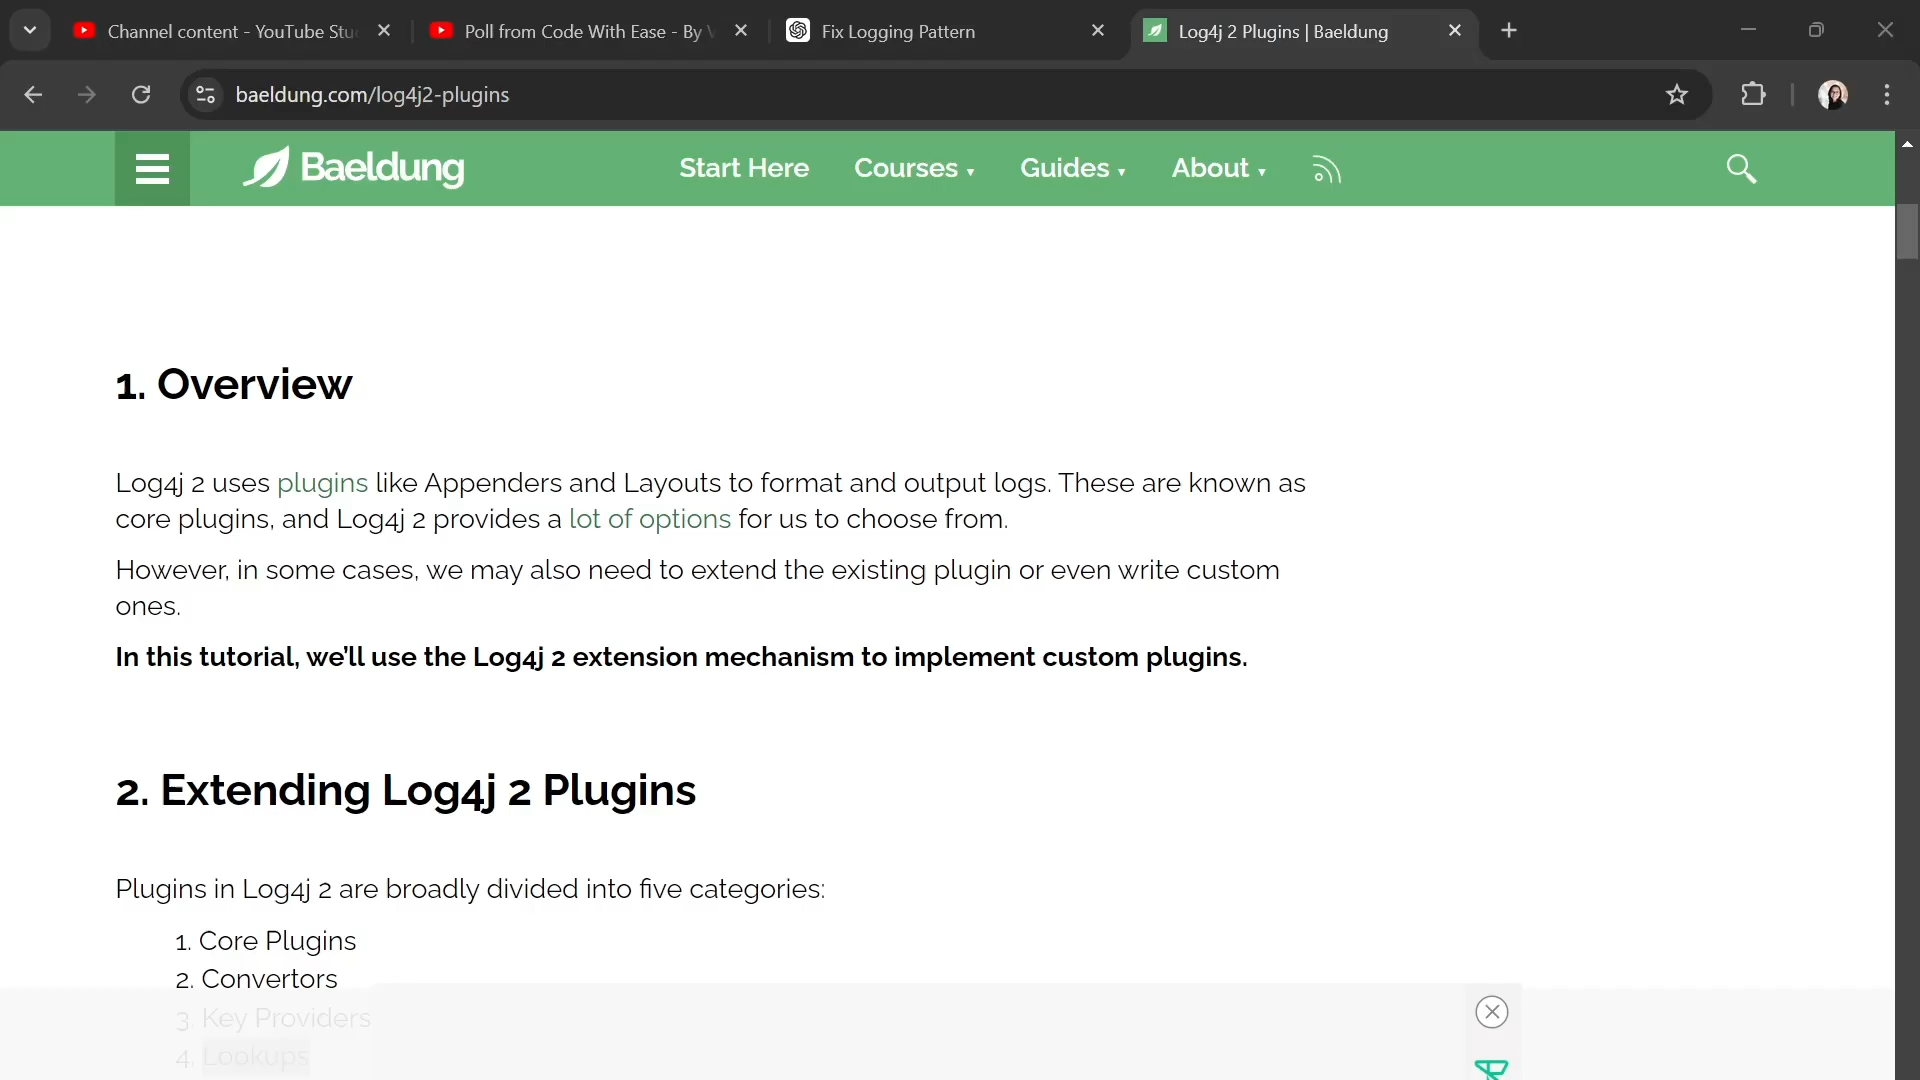 Channel content - YouTube Stu
Poll from Code With Ease - By V
Fix Logging Pattern
Log4j 2 Plugins | Baeldung
baeldung.com/log4j2-plugins
Baeldung
Start Here
Courses
Guides
About
1. Overview
Log4j 2 uses plugins like Appenders and Layouts to format and output logs. These are known as
core plugins, and Log4j 2 provides a lot of options for us to choose from.
However, in some cases, we may also need to extend the existing plugin or even write custom
ones.
In this tutorial, we’ll use the Log4j 2 extension mechanism to implement custom plugins.
2. Extending Log4j 2 Plugins
Plugins in Log4j 2 are broadly divided into five categories:
1. Core Plugins
2. Convertors
3. Key Providers
4. Lookups